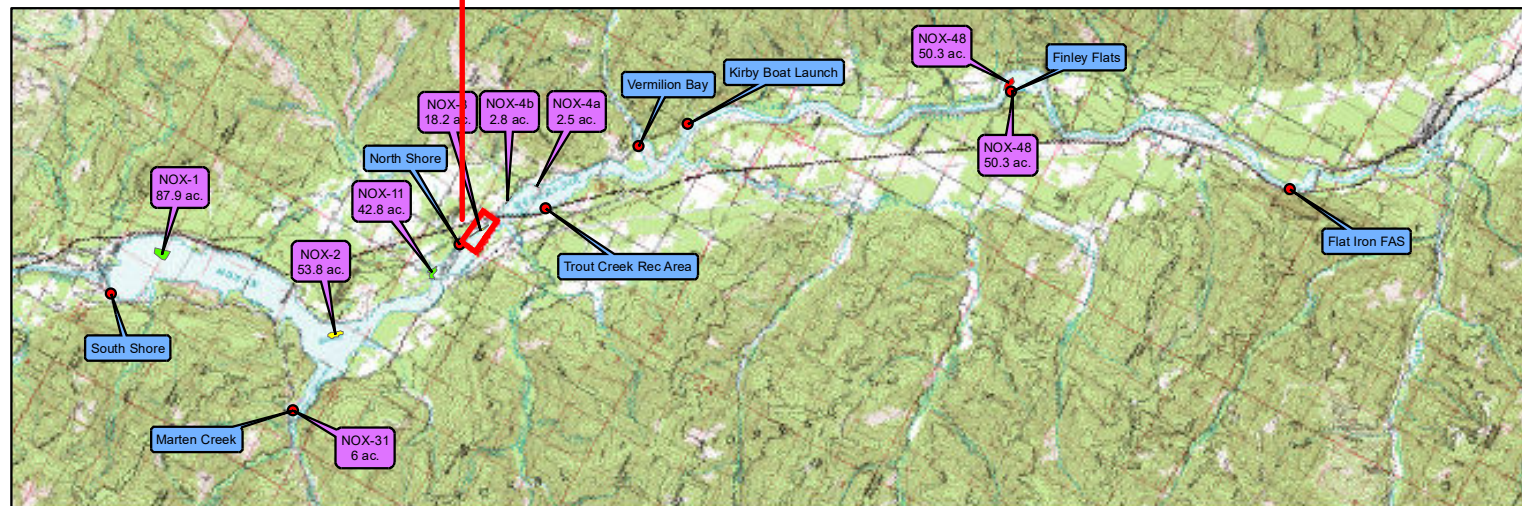 NOX-48
50.3 ac.
Finley Flats
Kirby Boat Launch
Vermilion Bay
18.2 ac.
NOX-4b
2.8 ac.
NOX-4a
2.5 ac.
NOX-48
50.3 ac.
North Shore
NOX-1
87.9 ac.
NOX-11
42.8 ac.
NOX-2
53.8 ac.
Trout Creek Rec Area
Flat Iron FAS
South Shore
Marten Creek
NOX-31
6 ac.
NOXON